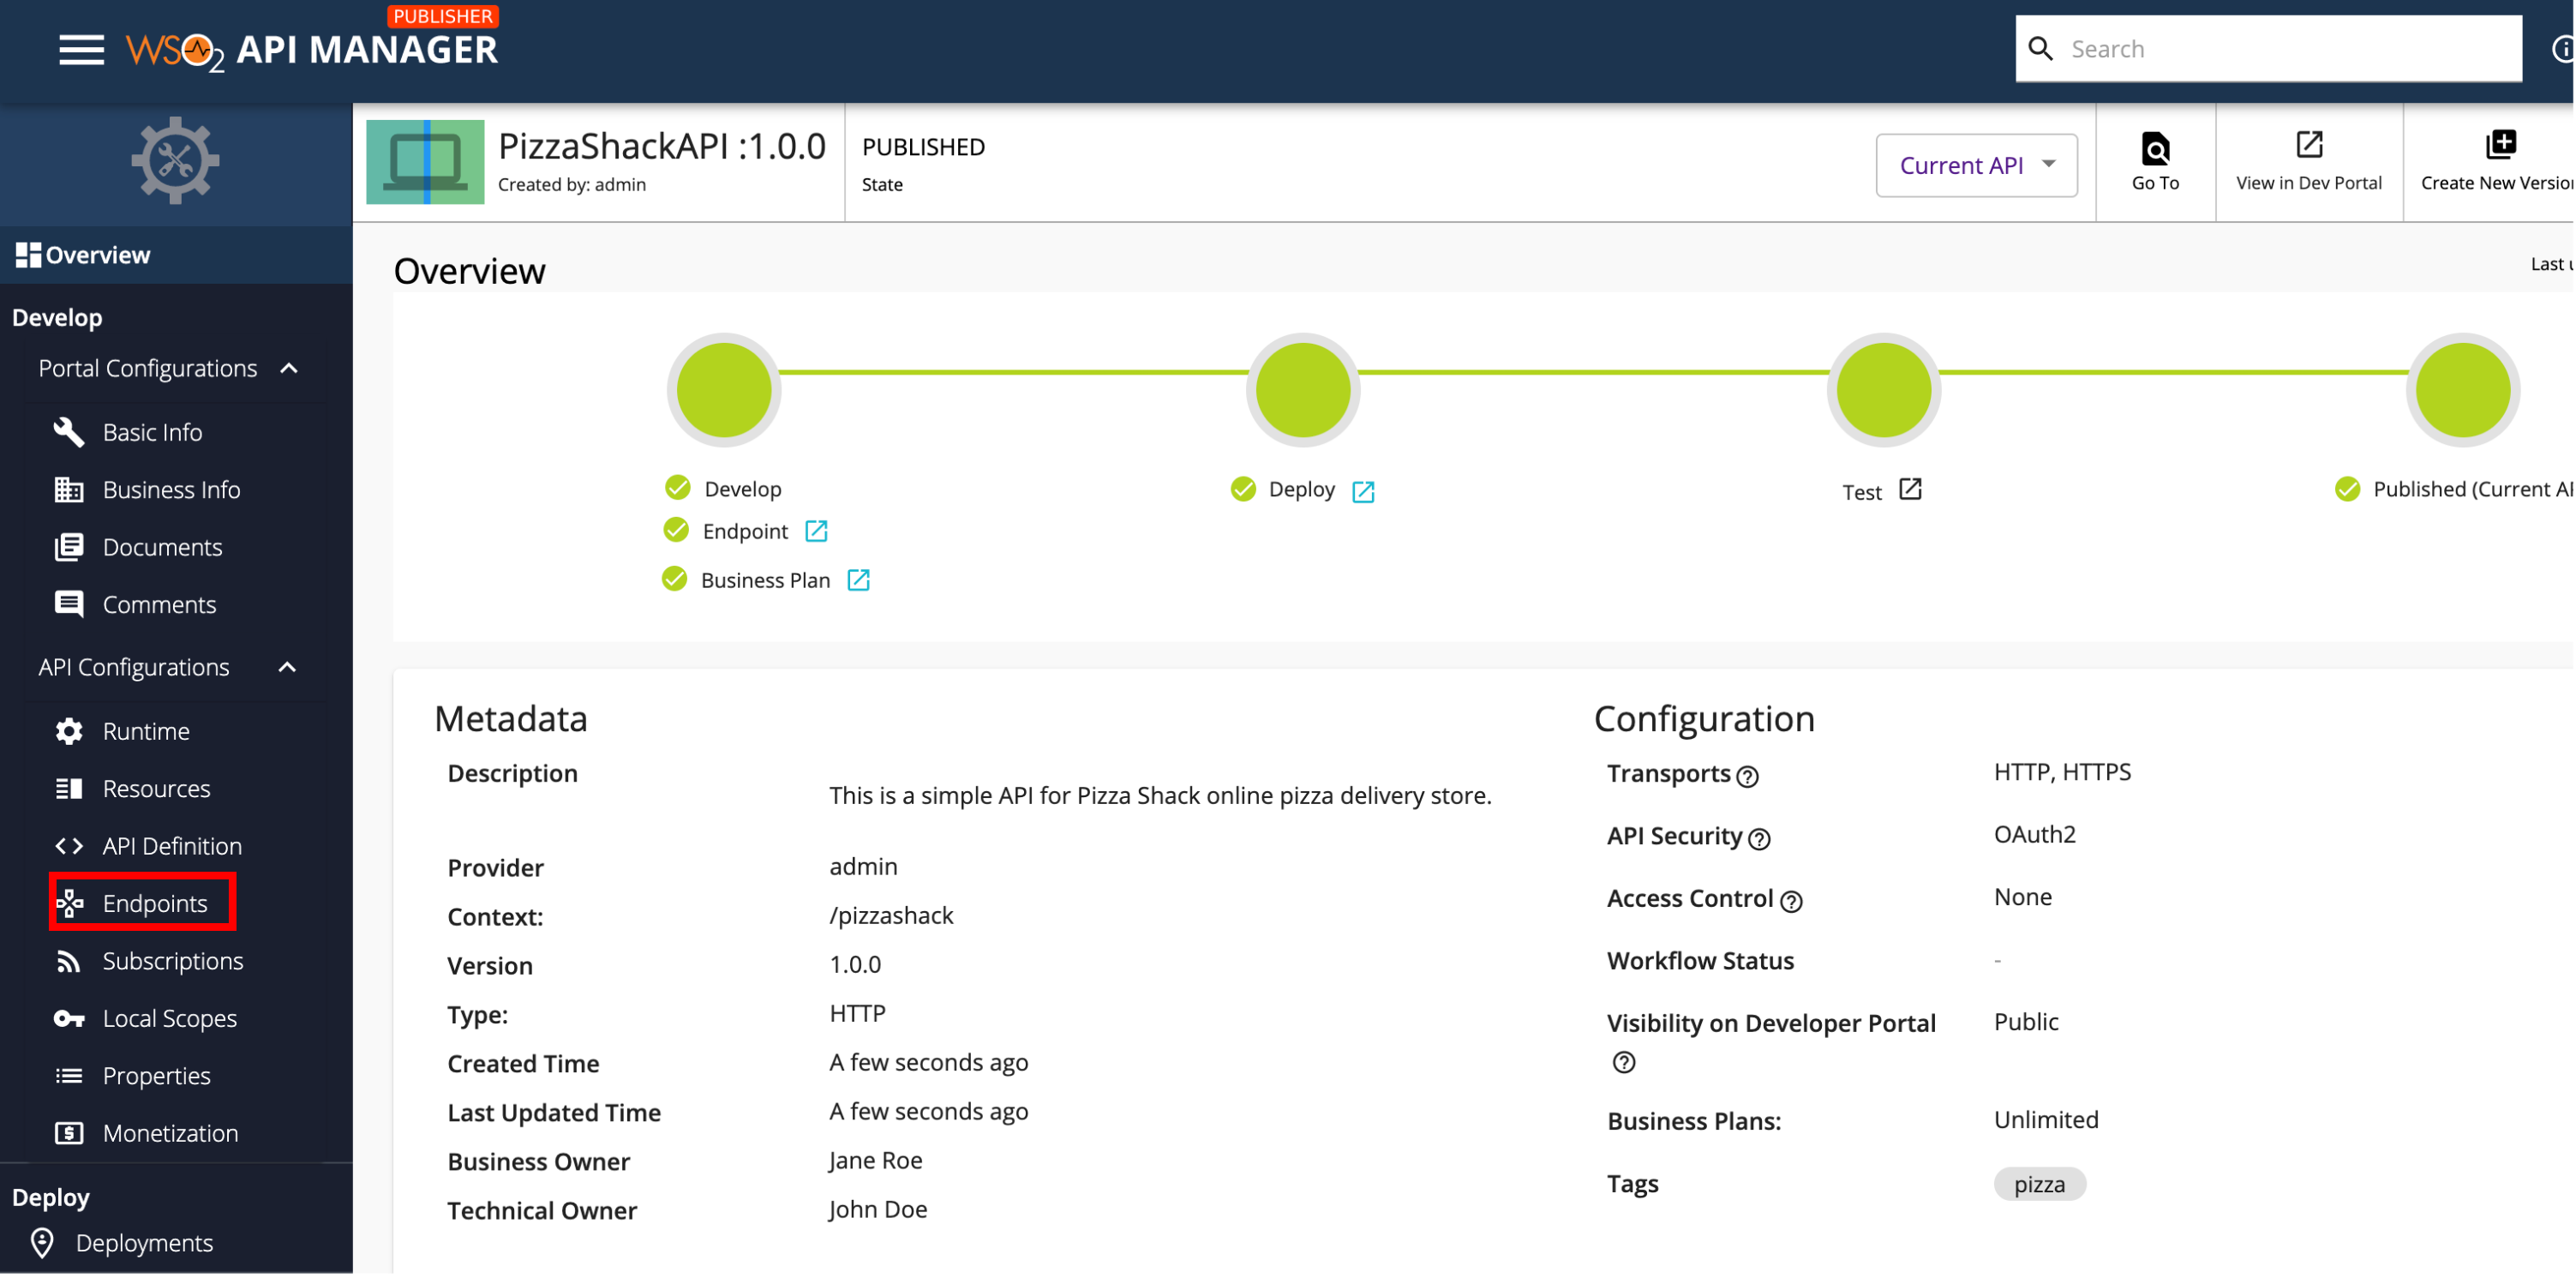 PUBLISHER
WSO2 API MANAGER
Search
PizzaShackAPI :1.0.0
Created by: admin
PUBLISHED
State
Current API
Go To
View in Dev Portal
Create New
Overview
Develop
Portal Configurations
Basic Info
Business Info
Documents
Comments
API Configurations
Runtime
Resources
API Definition
Endpoints
Subscriptions
Local Scopes
Properties
Monetization
Deploy
Deployments
Overview
Last
Develop
Endpoint
Business Plan
Deploy
Test
Published (Current
Metadata
Description
This is a simple API for Pizza Shack online pizza delivery store.
Provider admin
Context: /pizzashack
Version 1.0.0
Type: HTTP
Created Time A few seconds ago
Last Updated Time A few seconds ago
Business Owner Jane Roe
Technical Owner John Doe
Configuration
Transports HTTP, HTTPS
API Security OAuth2
Access Control None
Workflow Status -
Visibility on Developer Portal Public
Business Plans: Unlimited
Tags pizza